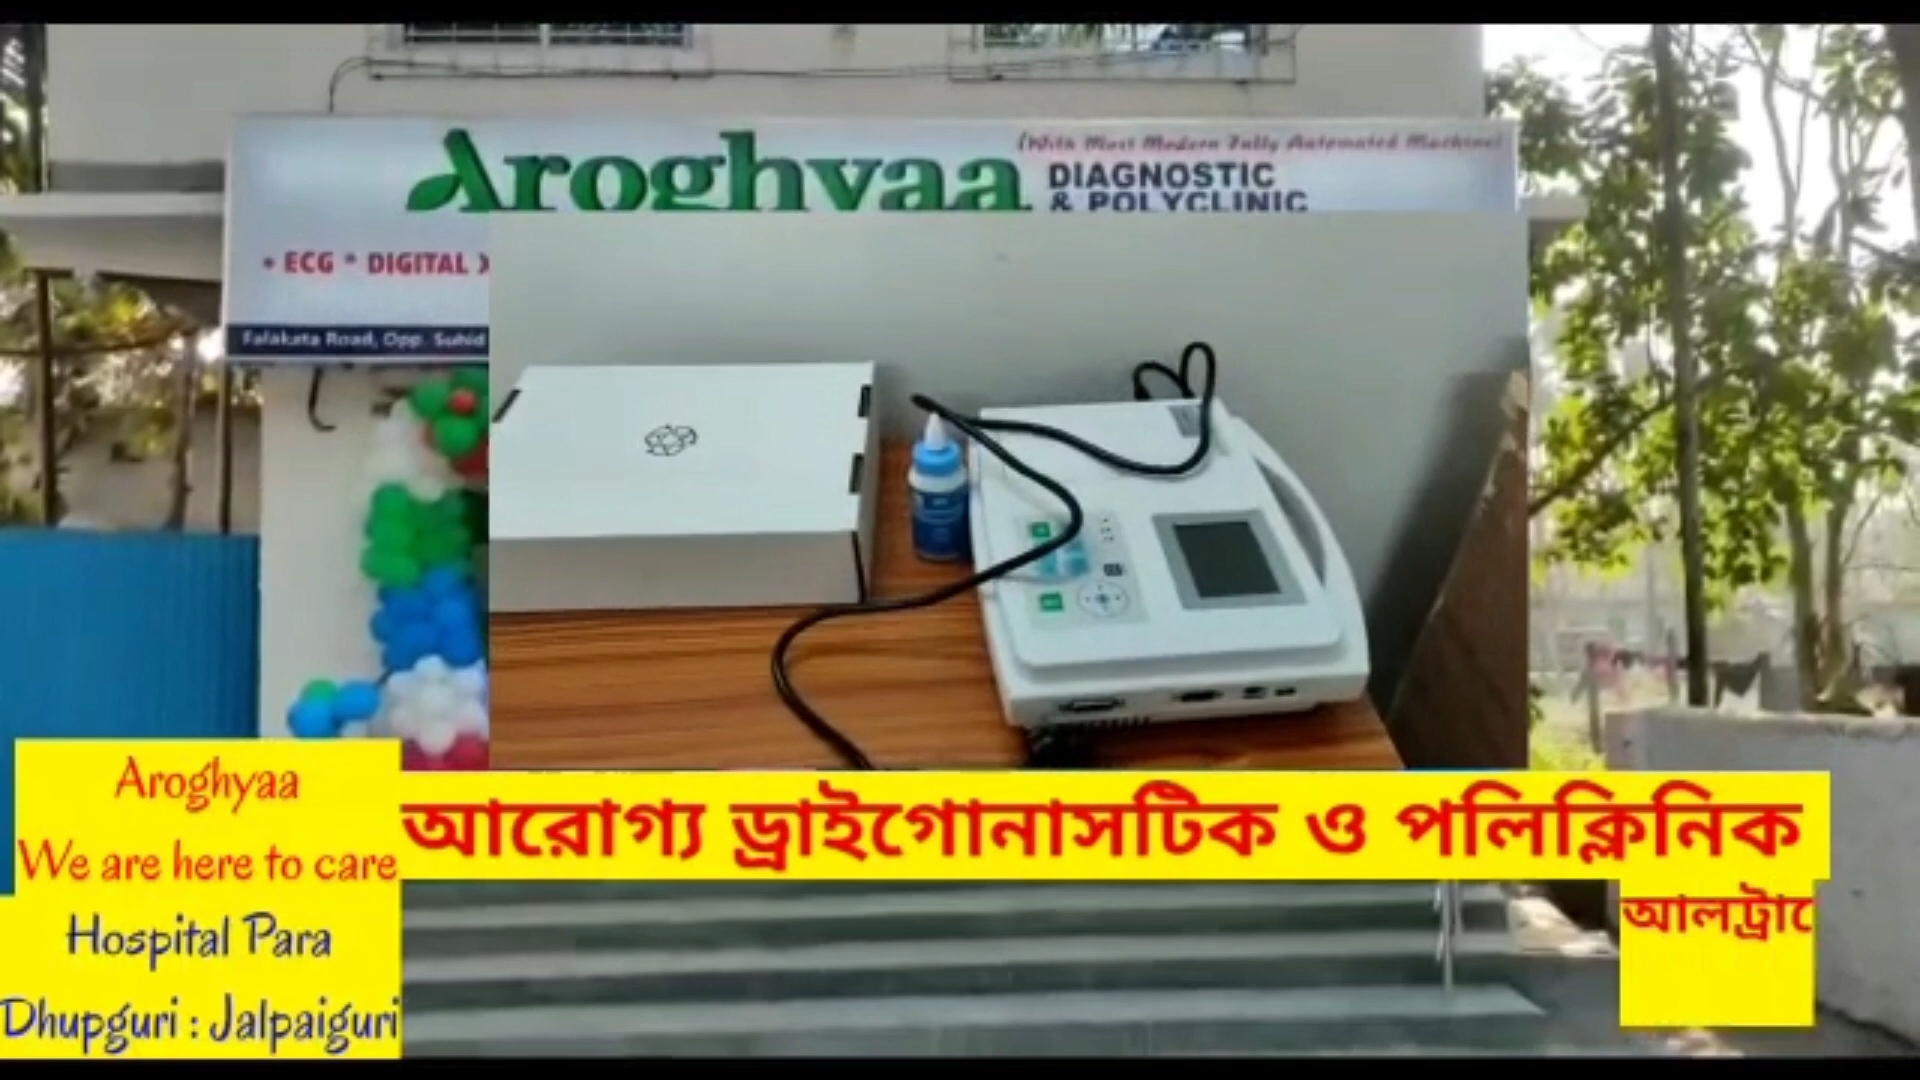 (With Most Modern Fully Automated Machine)
Aroghyaa
DIAGNOSTIC
& POLYCLINIC
• ECG * DIGITAL X
Falakata Road, Opp. Suhid
Aroghyaa
We are here to care
Hospital Para
Dhupguri : Jalpaiguri
আরোগ্য ড্রাইগোনাসটিক ও পলিক্লিনিক
আলট্রাে